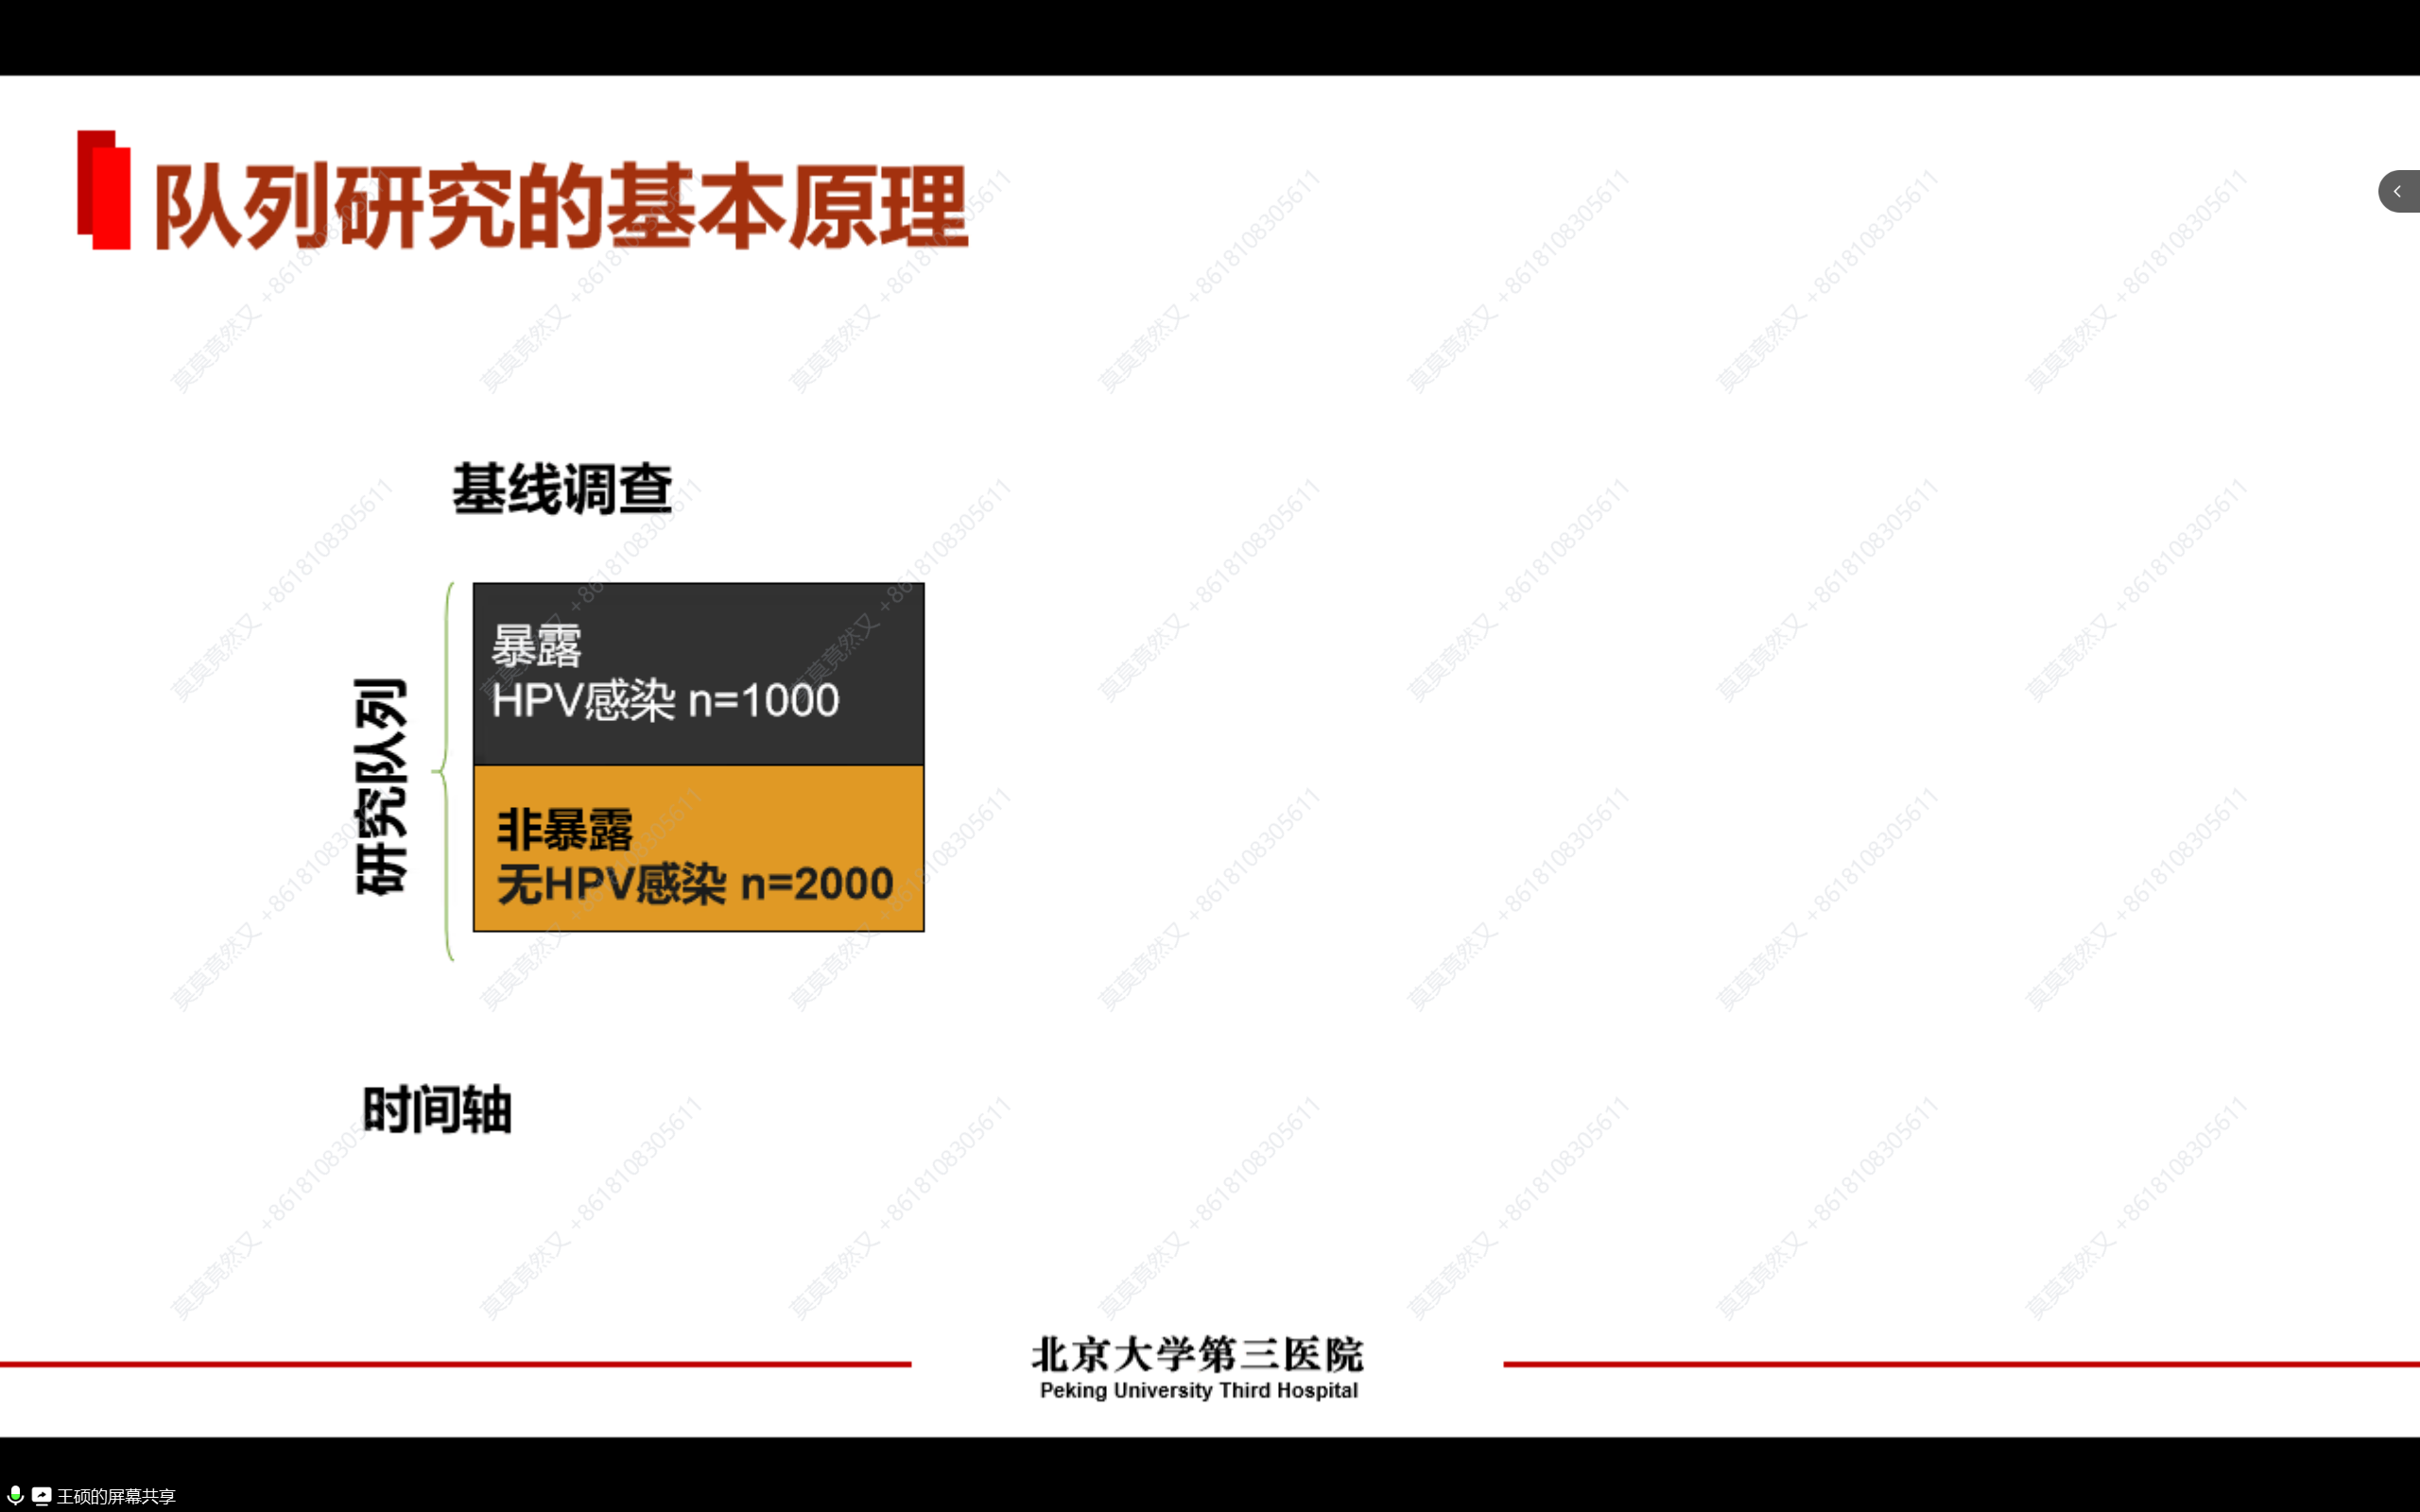 队列研究的基本原理
基线调查
研究队列
暴露
HPV感染 n=1000
非暴露
无HPV感染 n=2000
时间轴
北京大学第三医院
Peking University Third Hospital
王硕的屏幕共享
莫莫竟然又 +8618108305611